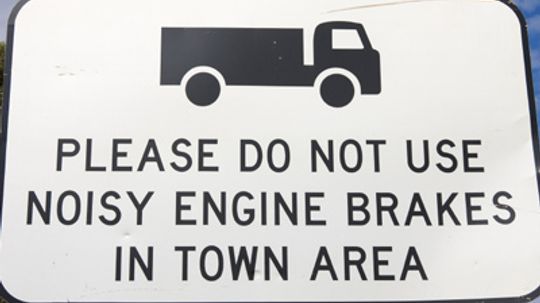 PLEASE DO NOT USE
NOISY ENGINE BRAKES
IN TOWN AREA